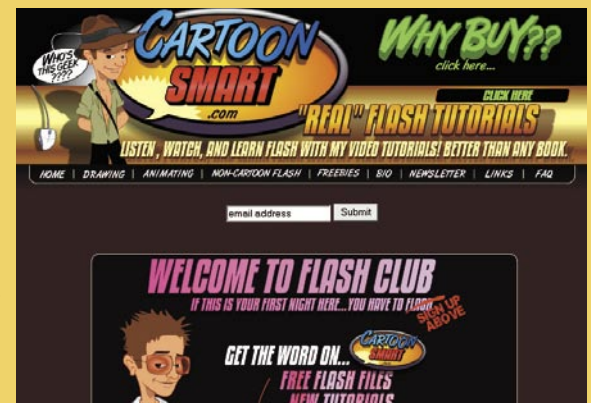 WHO'S
THIS GEEK
????
CARTOON
SMART
.com
WHY BUY??
click here...
CLICK HERE
"REAL" FLASH TUTORIALS
LISTEN, WATCH, AND LEARN FLASH WITH MY VIDEO TUTORIALS! BETTER THAN ANY BOOK.
HOME | DRAWING | ANIMATING | NON-CARTOON FLASH | FREEBIES | BIO | NEWSLETTER | LINKS | FAQ
email address Submit
WELCOME TO FLASH CLUB
IF THIS IS YOUR FIRST NIGHT HERE...YOU HAVE TO FLASH
SIGN UP
ABOVE
GET THE WORD ON...
CARTOON
SMART
FREE FLASH FILES
NEW TUTORIALS